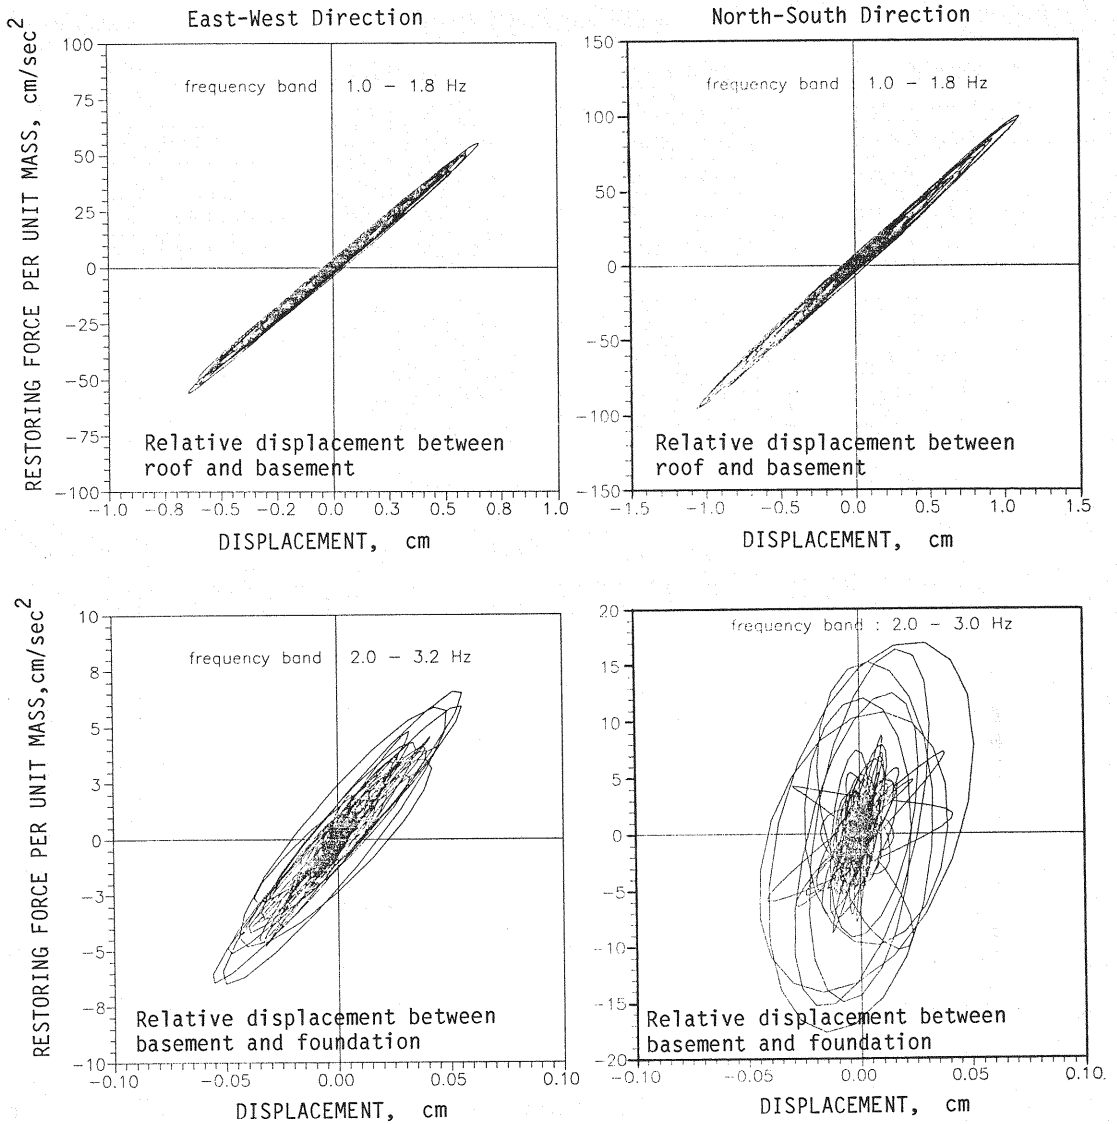 East-West Direction
North-South Direction
RESTORING FORCE PER UNIT MASS, cm/sec2
100
75
50
25
0
-25
-50
-75
-100
frequency band : 1.0 - 1.8 Hz
Relative displacement between
roof and basement
-1.0 -0.8 -0.5 -0.2 0.0 0.3 0.5 0.8 1.0
DISPLACEMENT, cm
150
100
50
0
-50
-100
-150
frequency band : 1.0 - 1.8 Hz
Relative displacement between
roof and basement
-1.5 -1.0 -0.5 0.0 0.5 1.0 1.5
DISPLACEMENT, cm
RESTORING FORCE PER UNIT MASS,cm/sec2
10
8
5
3
0
-3
-5
-8
-10
frequency band : 2.0 - 3.2 Hz
Relative displacement between
basement and foundation
-0.10 -0.05 0.00 0.05 0.10
DISPLACEMENT, cm
20
15
10
5
0
-5
-10
-15
-20
frequency band : 2.0 - 3.0 Hz
Relative displacement between
basement and foundation
-0.10 -0.05 0.00 0.05 0.10
DISPLACEMENT, cm